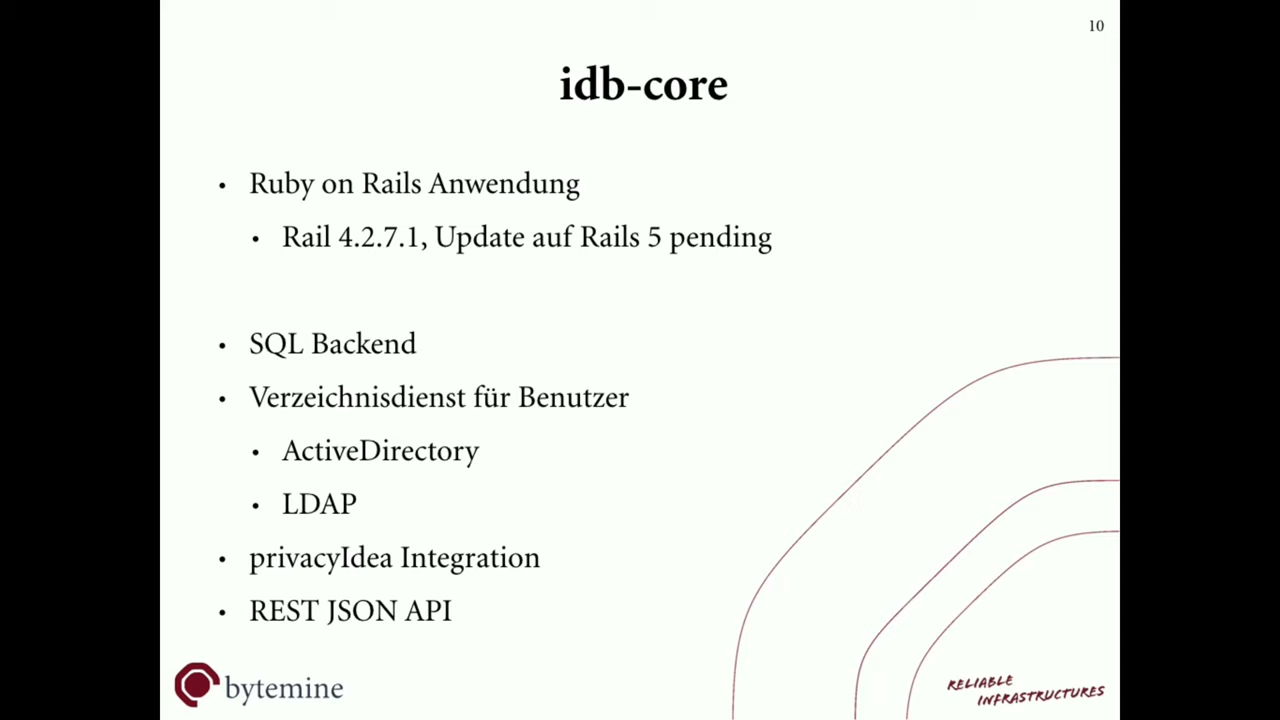 10
idb-core
• Ruby on Rails Anwendung
• Rail 4.2.7.1, Update auf Rails 5 pending
• SQL Backend
• Verzeichnisdienst für Benutzer
• ActiveDirectory
• LDAP
• privacyIdea Integration
• REST JSON API
bytemine
RELIABLE
INFRASTRUCTURES